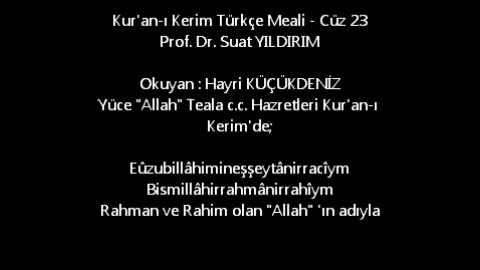 Kur'an-ı Kerim Türkçe Meali - Cüz 23
Prof. Dr. Suat YILDIRIM
Okuyan : Hayri KÜÇÜKDENİZ
Yüce "Allah" Teala c.c. Hazretleri Kur'an-ı
Kerim'de;
Eûzubillâhimineşşeytânirracîym
Bismillâhirrahmânirrahîym
Rahman ve Rahim olan "Allah" 'ın adıyla